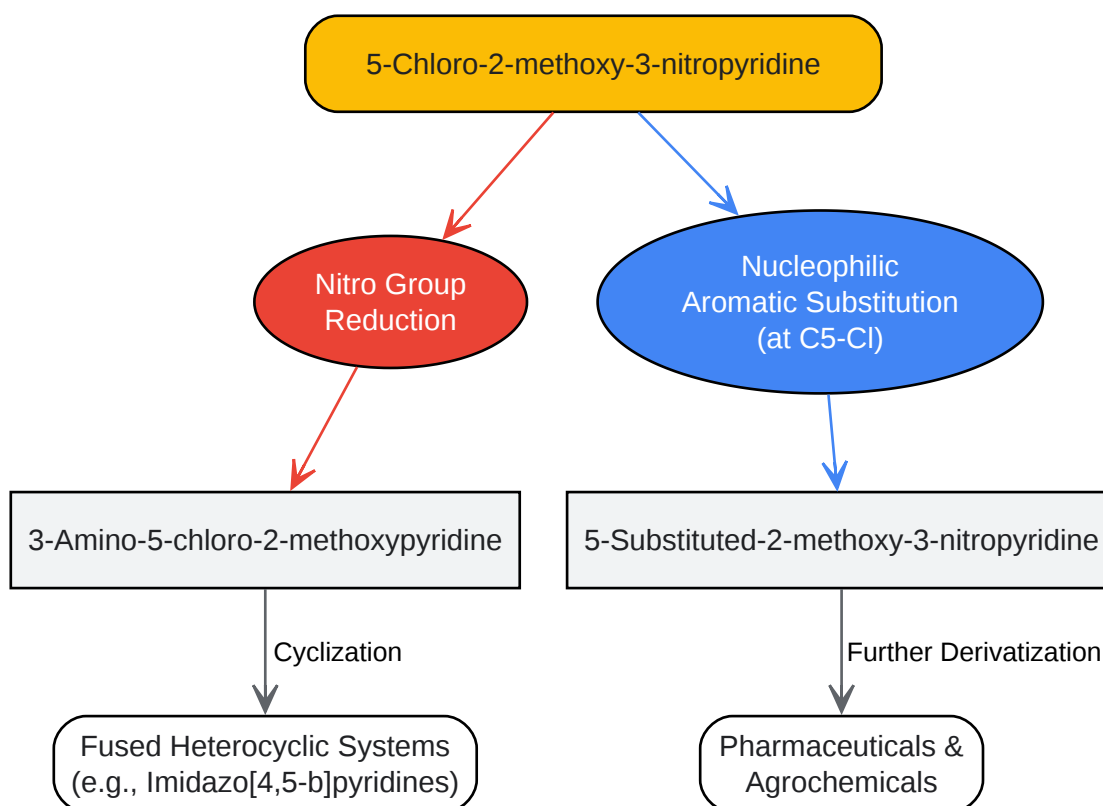 5-Chloro-2-methoxy-3-nitropyridine
Nitro Group
Reduction
Nucleophilic
Aromatic Substitution
(at C5-Cl)
3-Amino-5-chloro-2-methoxypyridine
5-Substituted-2-methoxy-3-nitropyridine
Cyclization
Further Derivatization
Fused Heterocyclic Systems
(e.g., Imidazo[4,5-b]pyridines)
Pharmaceuticals &
Agrochemicals